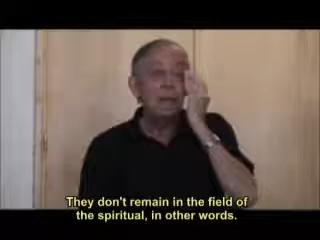 They don't remain in the field of
the spiritual, in other words.